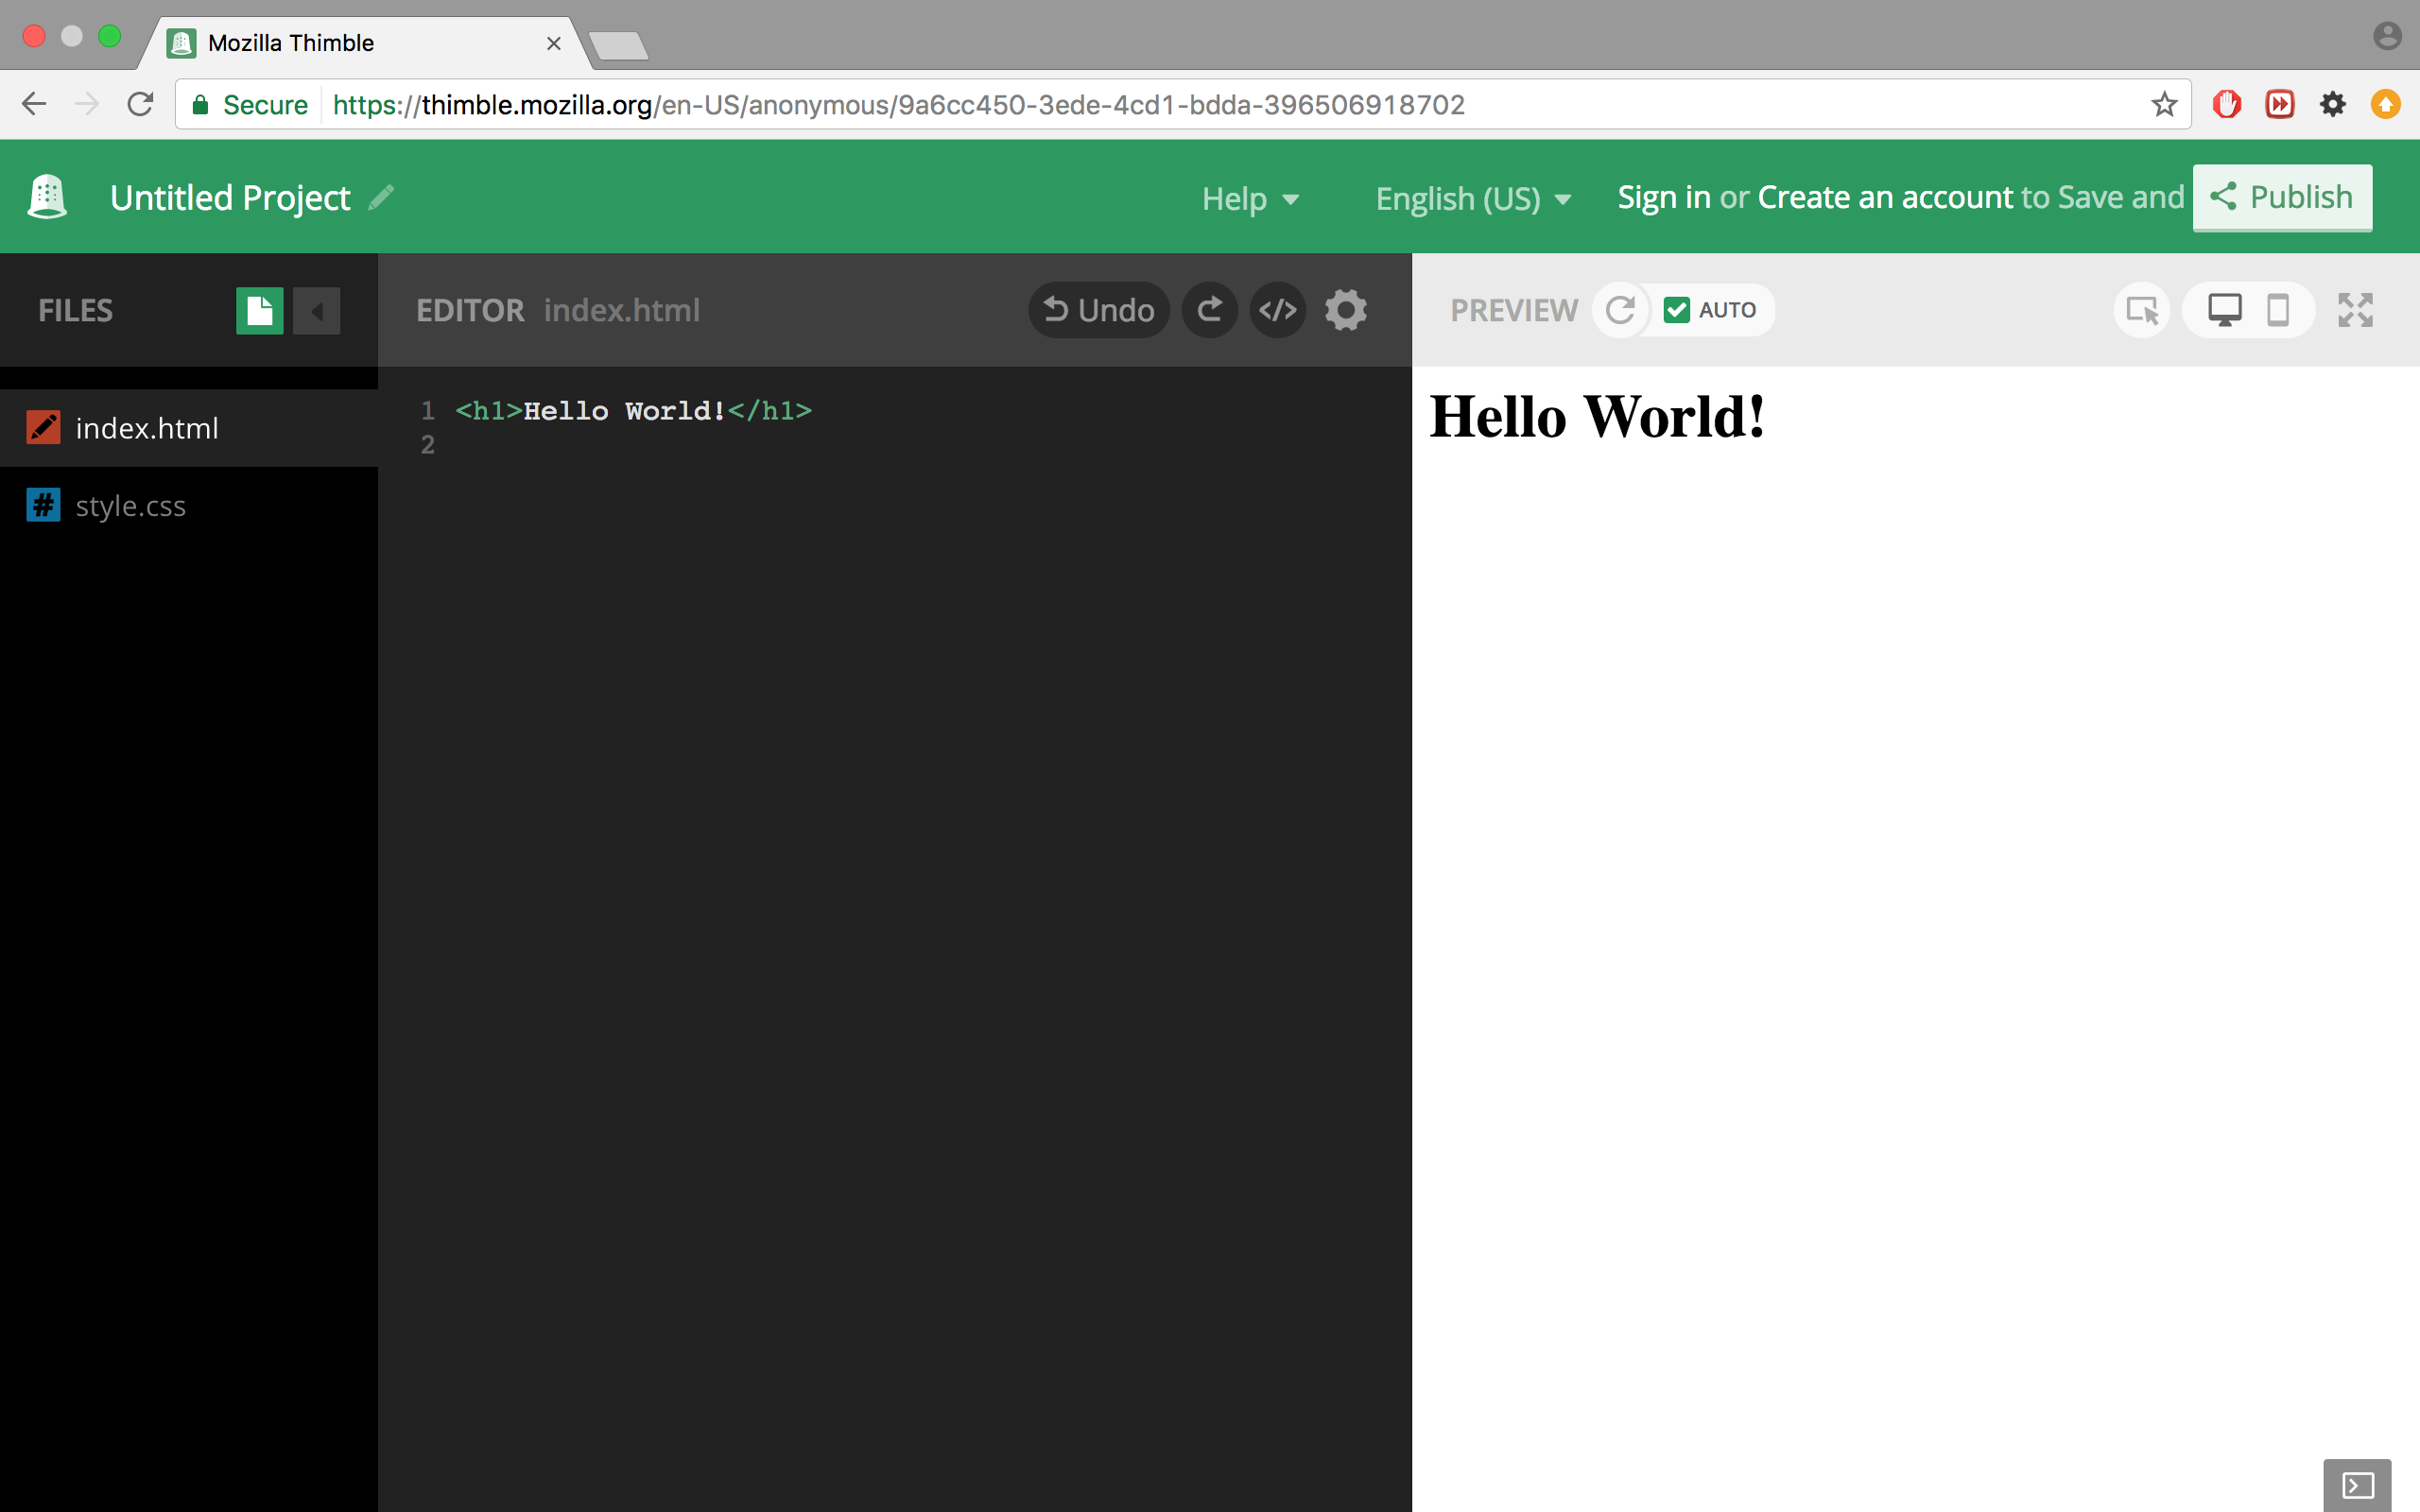 Mozilla Thimble
Secure https://thimble.mozilla.org/en-US/anonymous/9a6cc450-3ede-4cd1-bdda-396506918702
Untitled Project Help English (US) Sign in or Create an account to Save and Publish
FILES EDITOR index.html Undo </> PREVIEW AUTO
index.html
# style.css
1 <h1>Hello World!</h1>
2
Hello World!